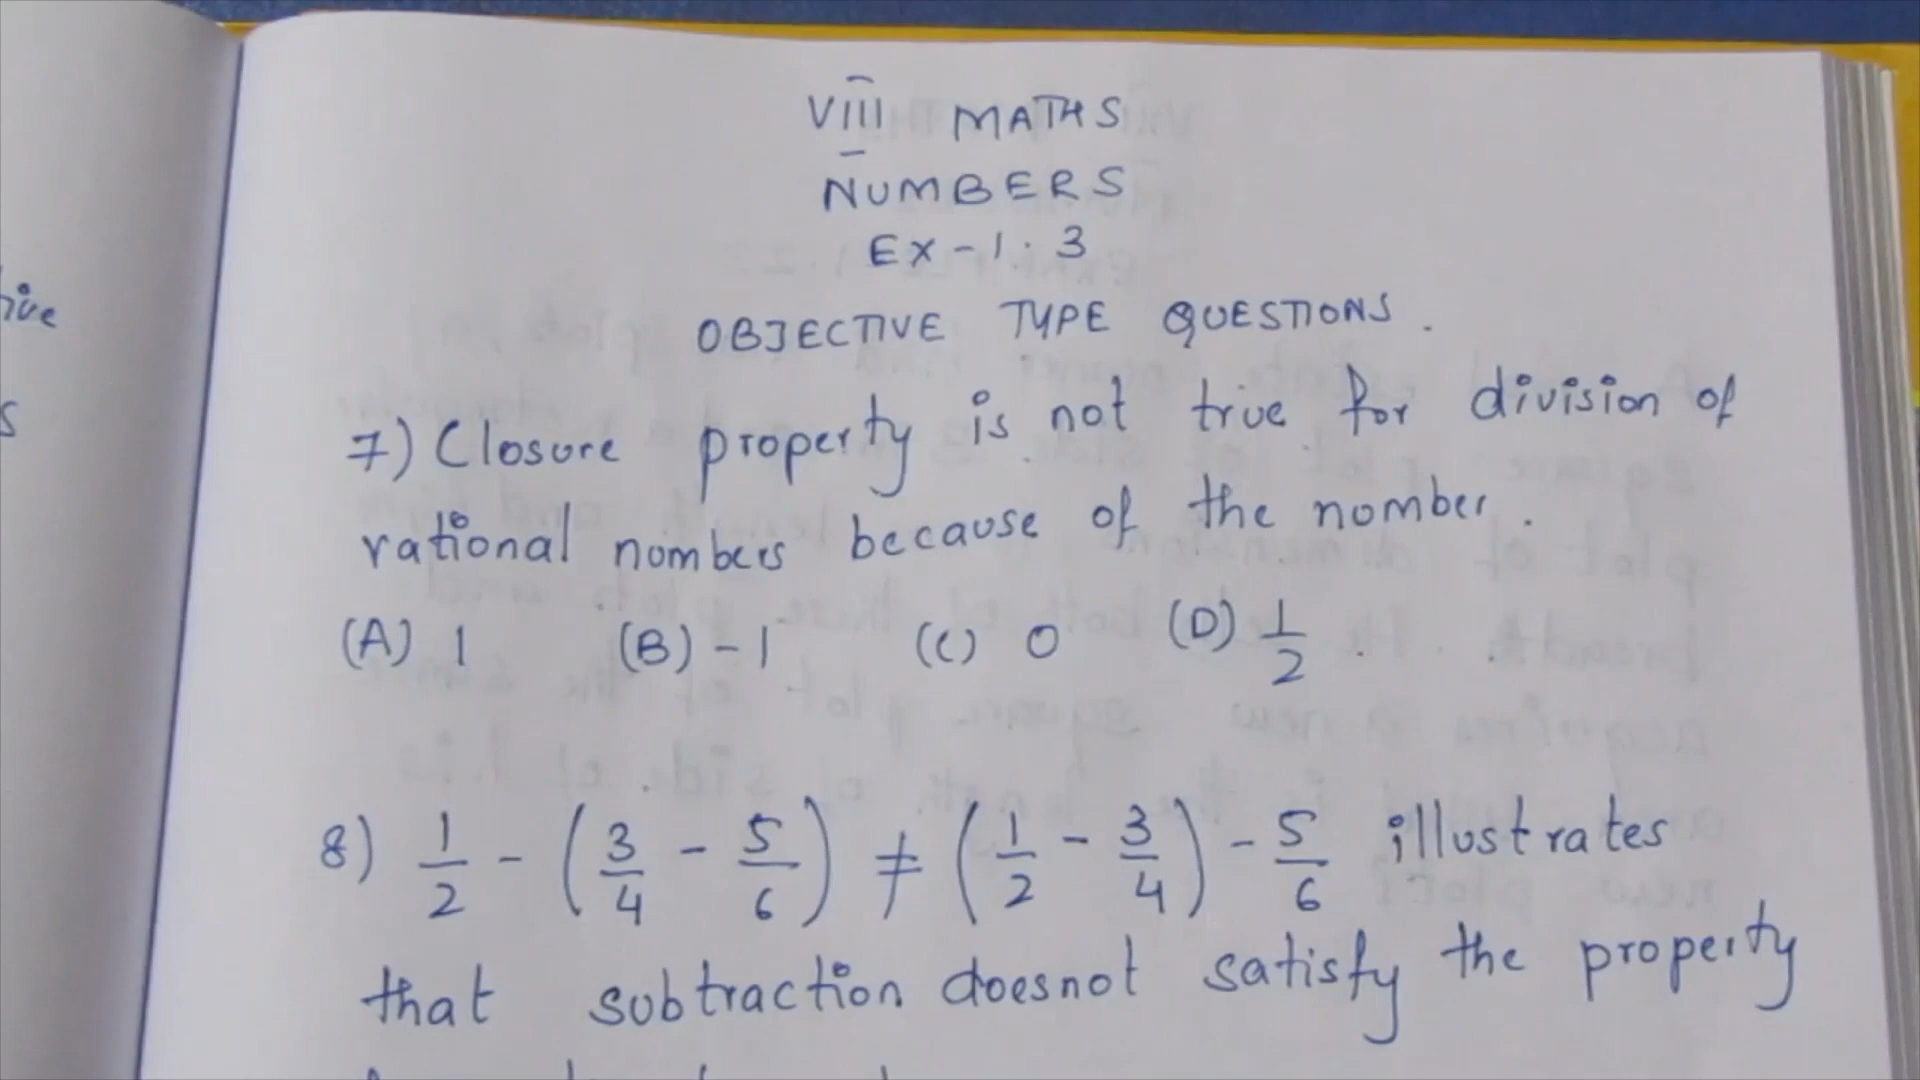 ive
s
VIII MATHS
NUMBERS
EX-1.3
OBJECTIVE TYPE QUESTIONS.
7) Closure property is not true for division of
rational numbers because of the number.
(A) 1 (B) -1 (C) 0 (D) 1/2.
8) 1/2 - (3/4 - 5/6) ≠ (1/2 - 3/4) - 5/6 illustrates
that subtraction doesnot satisfy the property